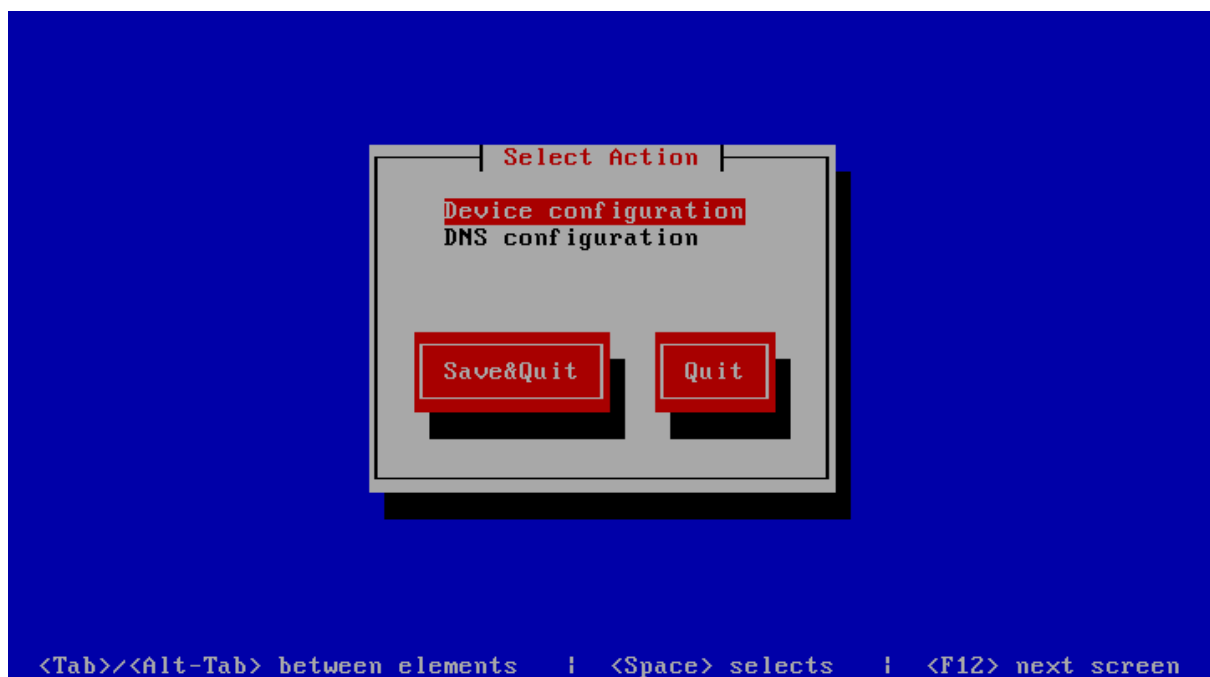 Select Action
Device configuration
DNS configuration
Save&Quit Quit
<Tab>/<Alt-Tab> between elements | <Space> selects | <F12> next screen